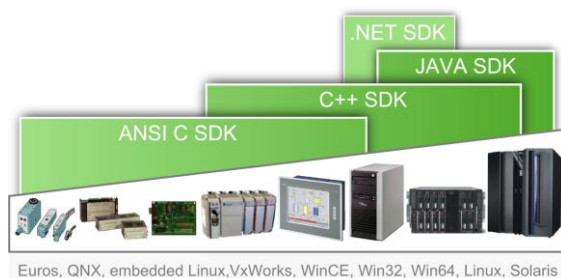 .NET SDK
JAVA SDK
C++ SDK
ANSI C SDK
Euros, QNX, embedded Linux,VxWorks, WinCE, Win32, Win64, Linux, Solaris